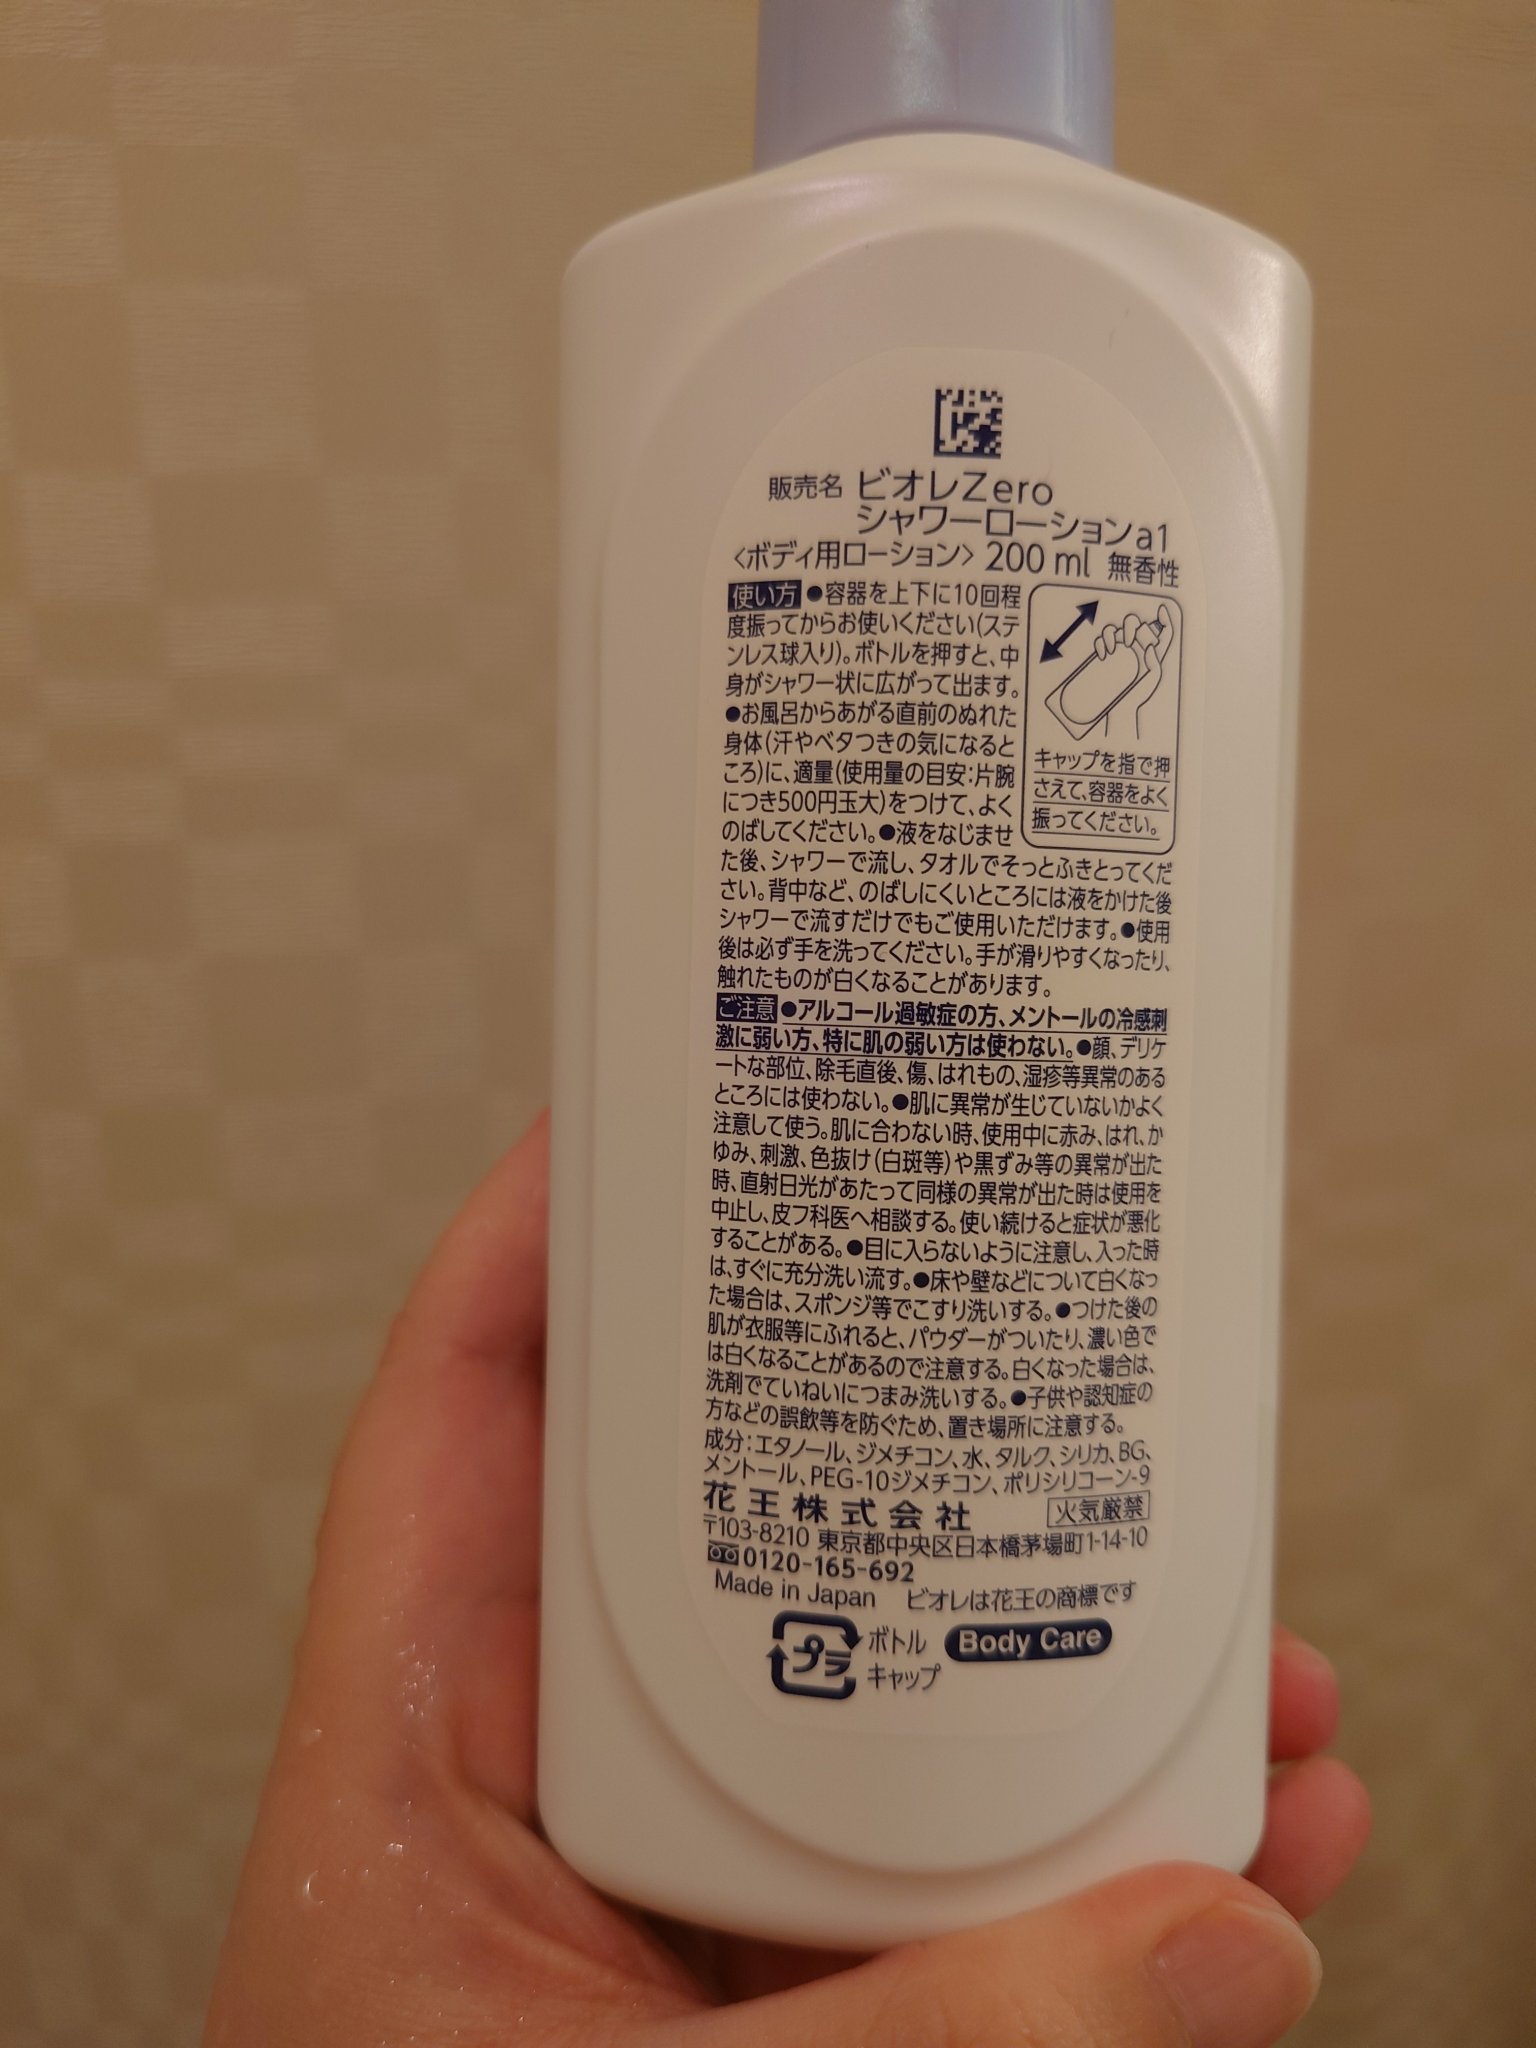 販売名 ビオレZero
シャワーローションa1
〈ボディ用ローション〉 200 ml 無香性
使い方 ●容器を上下に10回程
度振ってからお使いください(ステ
ンレス球入り)。ボトルを押すと、中
身がシャワー状に広がって出ます。
●お風呂からあがる直前のぬれた
身体(汗やベタつきの気になると
ころ)に、適量(使用量の目安:片腕
につき500円玉大)をつけて、よく
のばしてください。●液をなじませ
キャップを指で押
さえて、容器をよく
振ってください。
た後、シャワーで流し、タオルでそっとふきとってくだ
さい。背中など、のばしにくいところには液をかけた後
シャワーで流すだけでもご使用いただけます。●使用
後は必ず手を洗ってください。手が滑りやすくなったり、
触れたものが白くなることがあります。
ご注意 ●アルコール過敏症の方、メントールの冷感刺
激に弱い方、特に肌の弱い方は使わない。●顔、デリケ
ートな部位、除毛直後、傷、はれもの、湿疹等異常のある
ところには使わない。●肌に異常が生じていないかよく
注意して使う。肌に合わない時、使用中に赤み、はれ、か
ゆみ、刺激、色抜け(白斑等)や黒ずみ等の異常が出た
時、直射日光があたって同様の異常が出た時は使用を
中止し、皮フ科医へ相談する。使い続けると症状が悪化
することがある。●目に入らないように注意し、入った時
は、すぐに充分洗い流す。●床や壁などについて白くなっ
た場合は、スポンジ等でこすり洗いする。●つけた後の
肌が衣服等にふれると、パウダーがついたり、濃い色で
は白くなることがあるので注意する。白くなった場合は、
洗剤でていねいにつまみ洗いする。●子供や認知症の
方などの誤飲等を防ぐため、置き場所に注意する。
成分:エタノール、ジメチコン、水、タルク、シリカ、BG、
メントール、PEG-10ジメチコン、ポリシリコーン-9
花王株式会社 火気厳禁
〒103-8210 東京都中央区日本橋茅場町1-14-10
0120-165-692
Made in Japan ビオレは花王の商標です
プラ ボトル
キャップ
Body Care